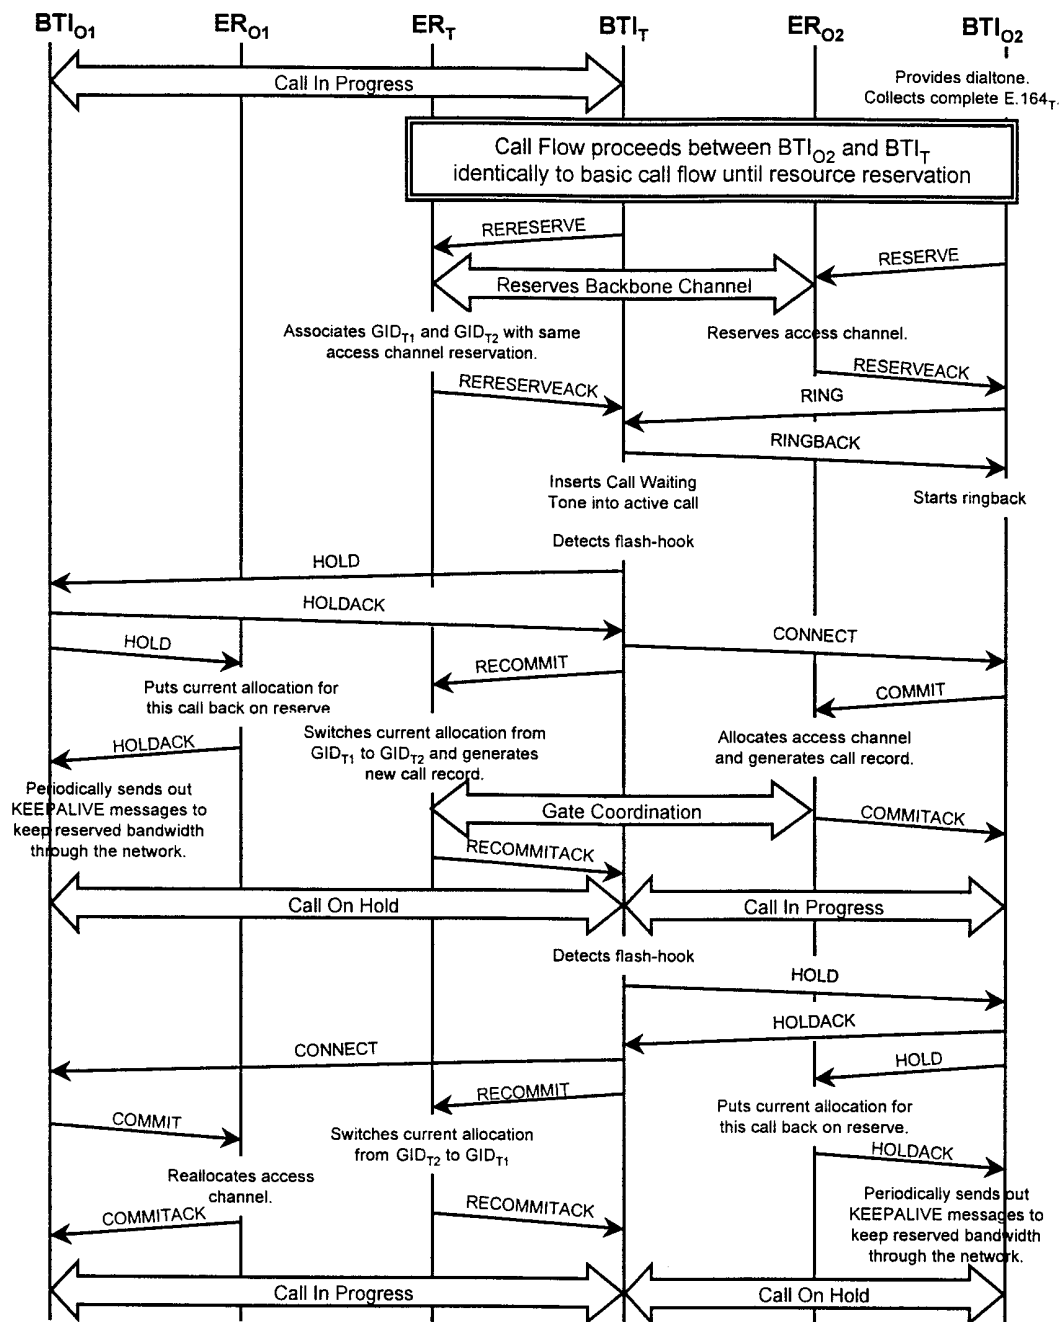 BTI_O1 ER_O1 ER_T BTI_T ER_O2 BTI_O2
Call In Progress
Provides dialtone.
Collects complete E.164_T.
Call Flow proceeds between BTI_O2 and BTI_T
identically to basic call flow until resource reservation
RERESERVE
RESERVE
Reserves Backbone Channel
Associates GID_T1 and GID_T2 with same
access channel reservation.
Reserves access channel.
RESERVEACK
RERESERVEACK
RING
RINGBACK
Inserts Call Waiting
Tone into active call
Starts ringback
Detects flash-hook
HOLD
HOLDACK
HOLD
CONNECT
RECOMMIT
COMMIT
Puts current allocation for
this call back on reserve
Switches current allocation from
GID_T1 to GID_T2 and generates
new call record.
Allocates access channel
and generates call record.
HOLDACK
Periodically sends out
KEEPALIVE messages to
keep reserved bandwidth
through the network.
Gate Coordination
COMMITACK
RECOMMITACK
Call On Hold
Call In Progress
Detects flash-hook
HOLD
HOLDACK
CONNECT
HOLD
RECOMMIT
COMMIT
Puts current allocation for
this call back on reserve.
Switches current allocation
from GID_T2 to GID_T1
HOLDACK
Reallocates access
channel.
COMMITACK
RECOMMITACK
Periodically sends out
KEEPALIVE messages to
keep reserved bandwidth
through the network.
Call In Progress
Call On Hold